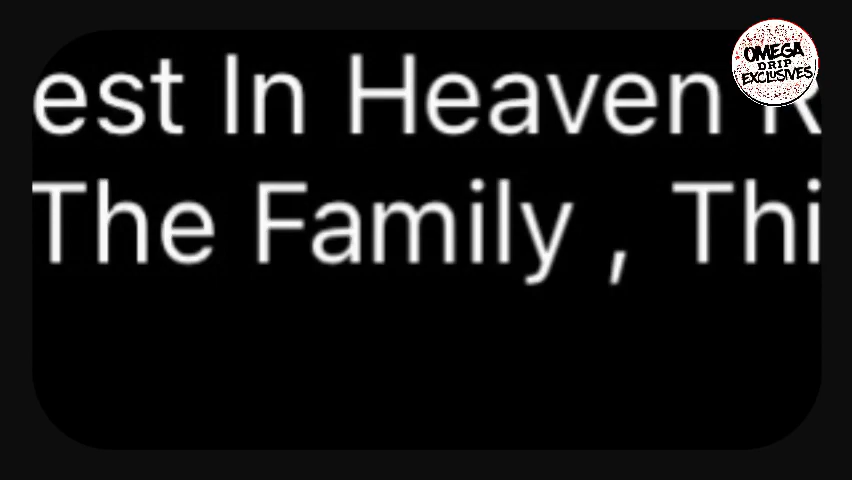 est In Heaven R
The Family , Thi
OMEGA
DRIP
EXCLUSIVES!